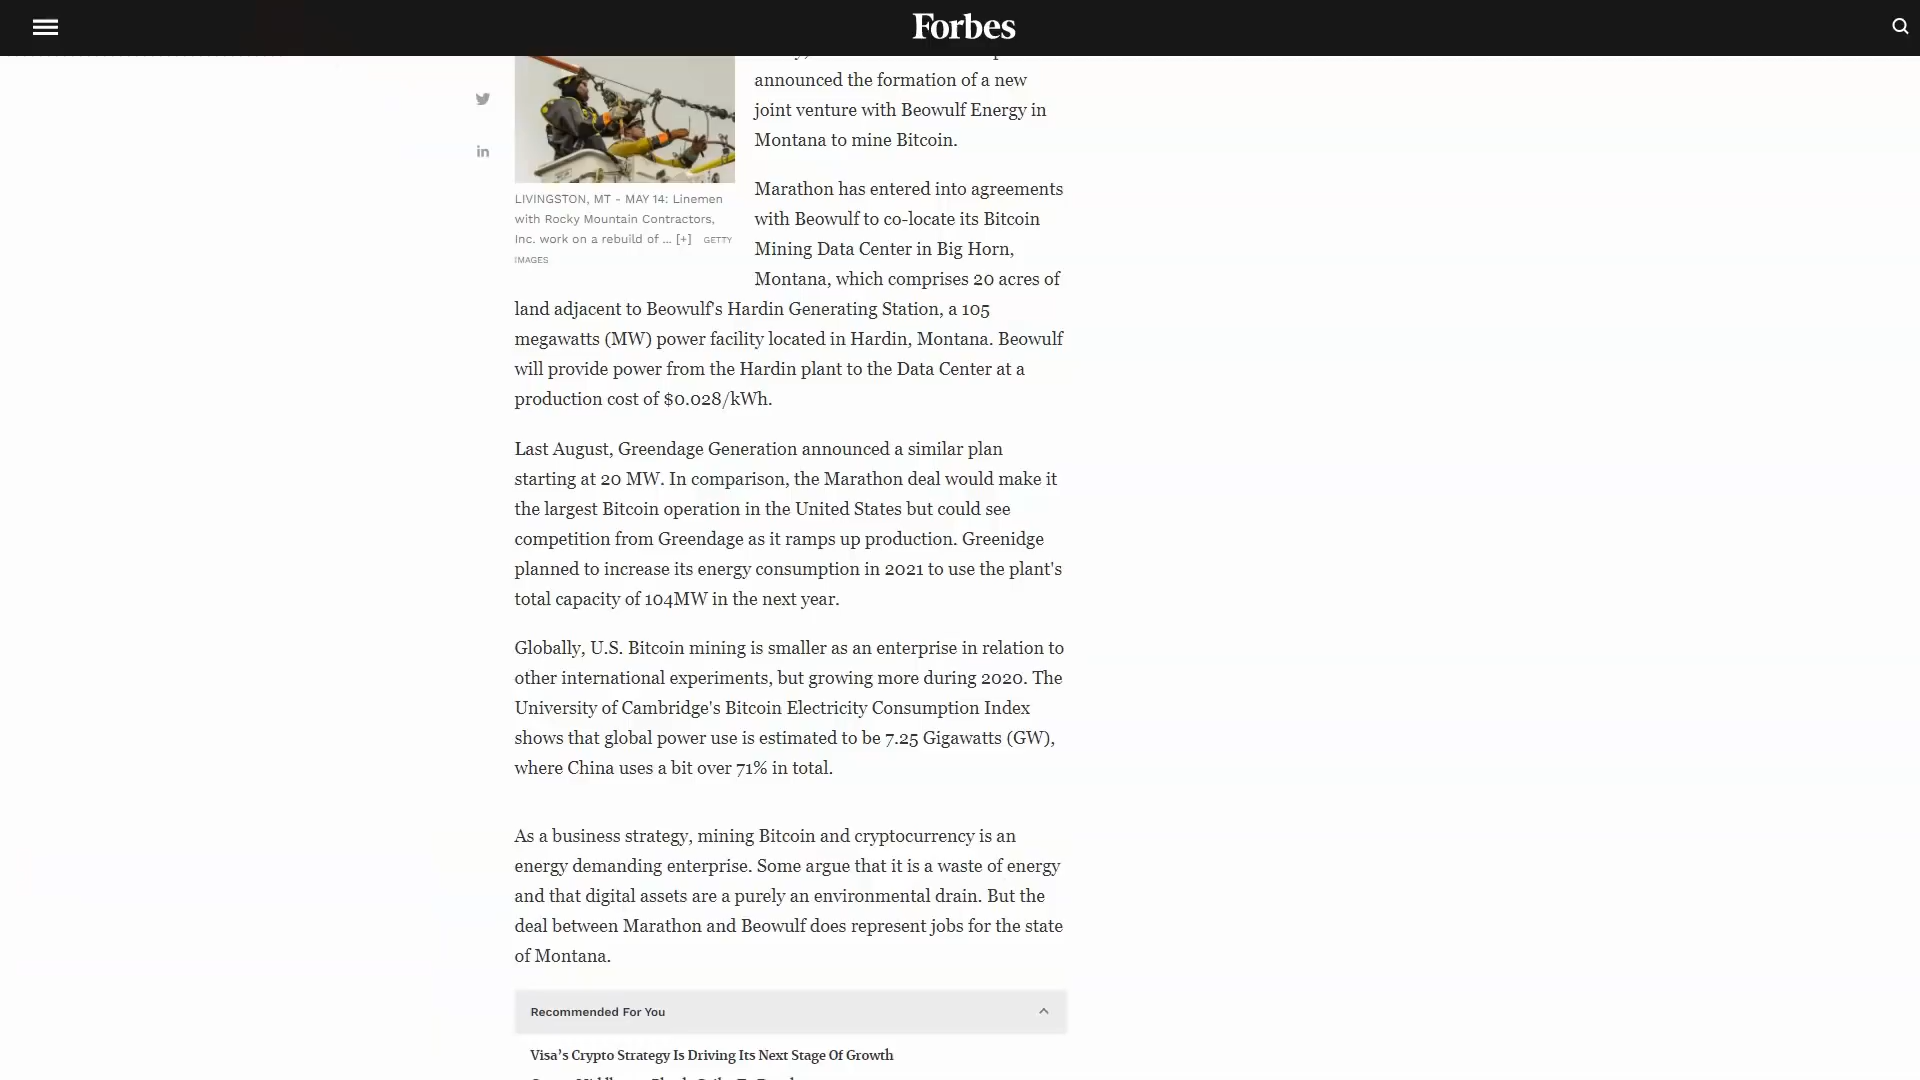 Forbes
announced the formation of a new
joint venture with Beowulf Energy in
Montana to mine Bitcoin.
LIVINGSTON, MT - MAY 14: Linemen
with Rocky Mountain Contractors,
Inc. work on a rebuild of ... [+] GETTY
IMAGES
Marathon has entered into agreements
with Beowulf to co-locate its Bitcoin
Mining Data Center in Big Horn,
Montana, which comprises 20 acres of
land adjacent to Beowulf's Hardin Generating Station, a 105
megawatts (MW) power facility located in Hardin, Montana. Beowulf
will provide power from the Hardin plant to the Data Center at a
production cost of $0.028/kWh.
Last August, Greendage Generation announced a similar plan
starting at 20 MW. In comparison, the Marathon deal would make it
the largest Bitcoin operation in the United States but could see
competition from Greendage as it ramps up production. Greenidge
planned to increase its energy consumption in 2021 to use the plant's
total capacity of 104MW in the next year.
Globally, U.S. Bitcoin mining is smaller as an enterprise in relation to
other international experiments, but growing more during 2020. The
University of Cambridge's Bitcoin Electricity Consumption Index
shows that global power use is estimated to be 7.25 Gigawatts (GW),
where China uses a bit over 71% in total.
As a business strategy, mining Bitcoin and cryptocurrency is an
energy demanding enterprise. Some argue that it is a waste of energy
and that digital assets are a purely an environmental drain. But the
deal between Marathon and Beowulf does represent jobs for the state
of Montana.
Recommended For You
Visa’s Crypto Strategy Is Driving Its Next Stage Of Growth